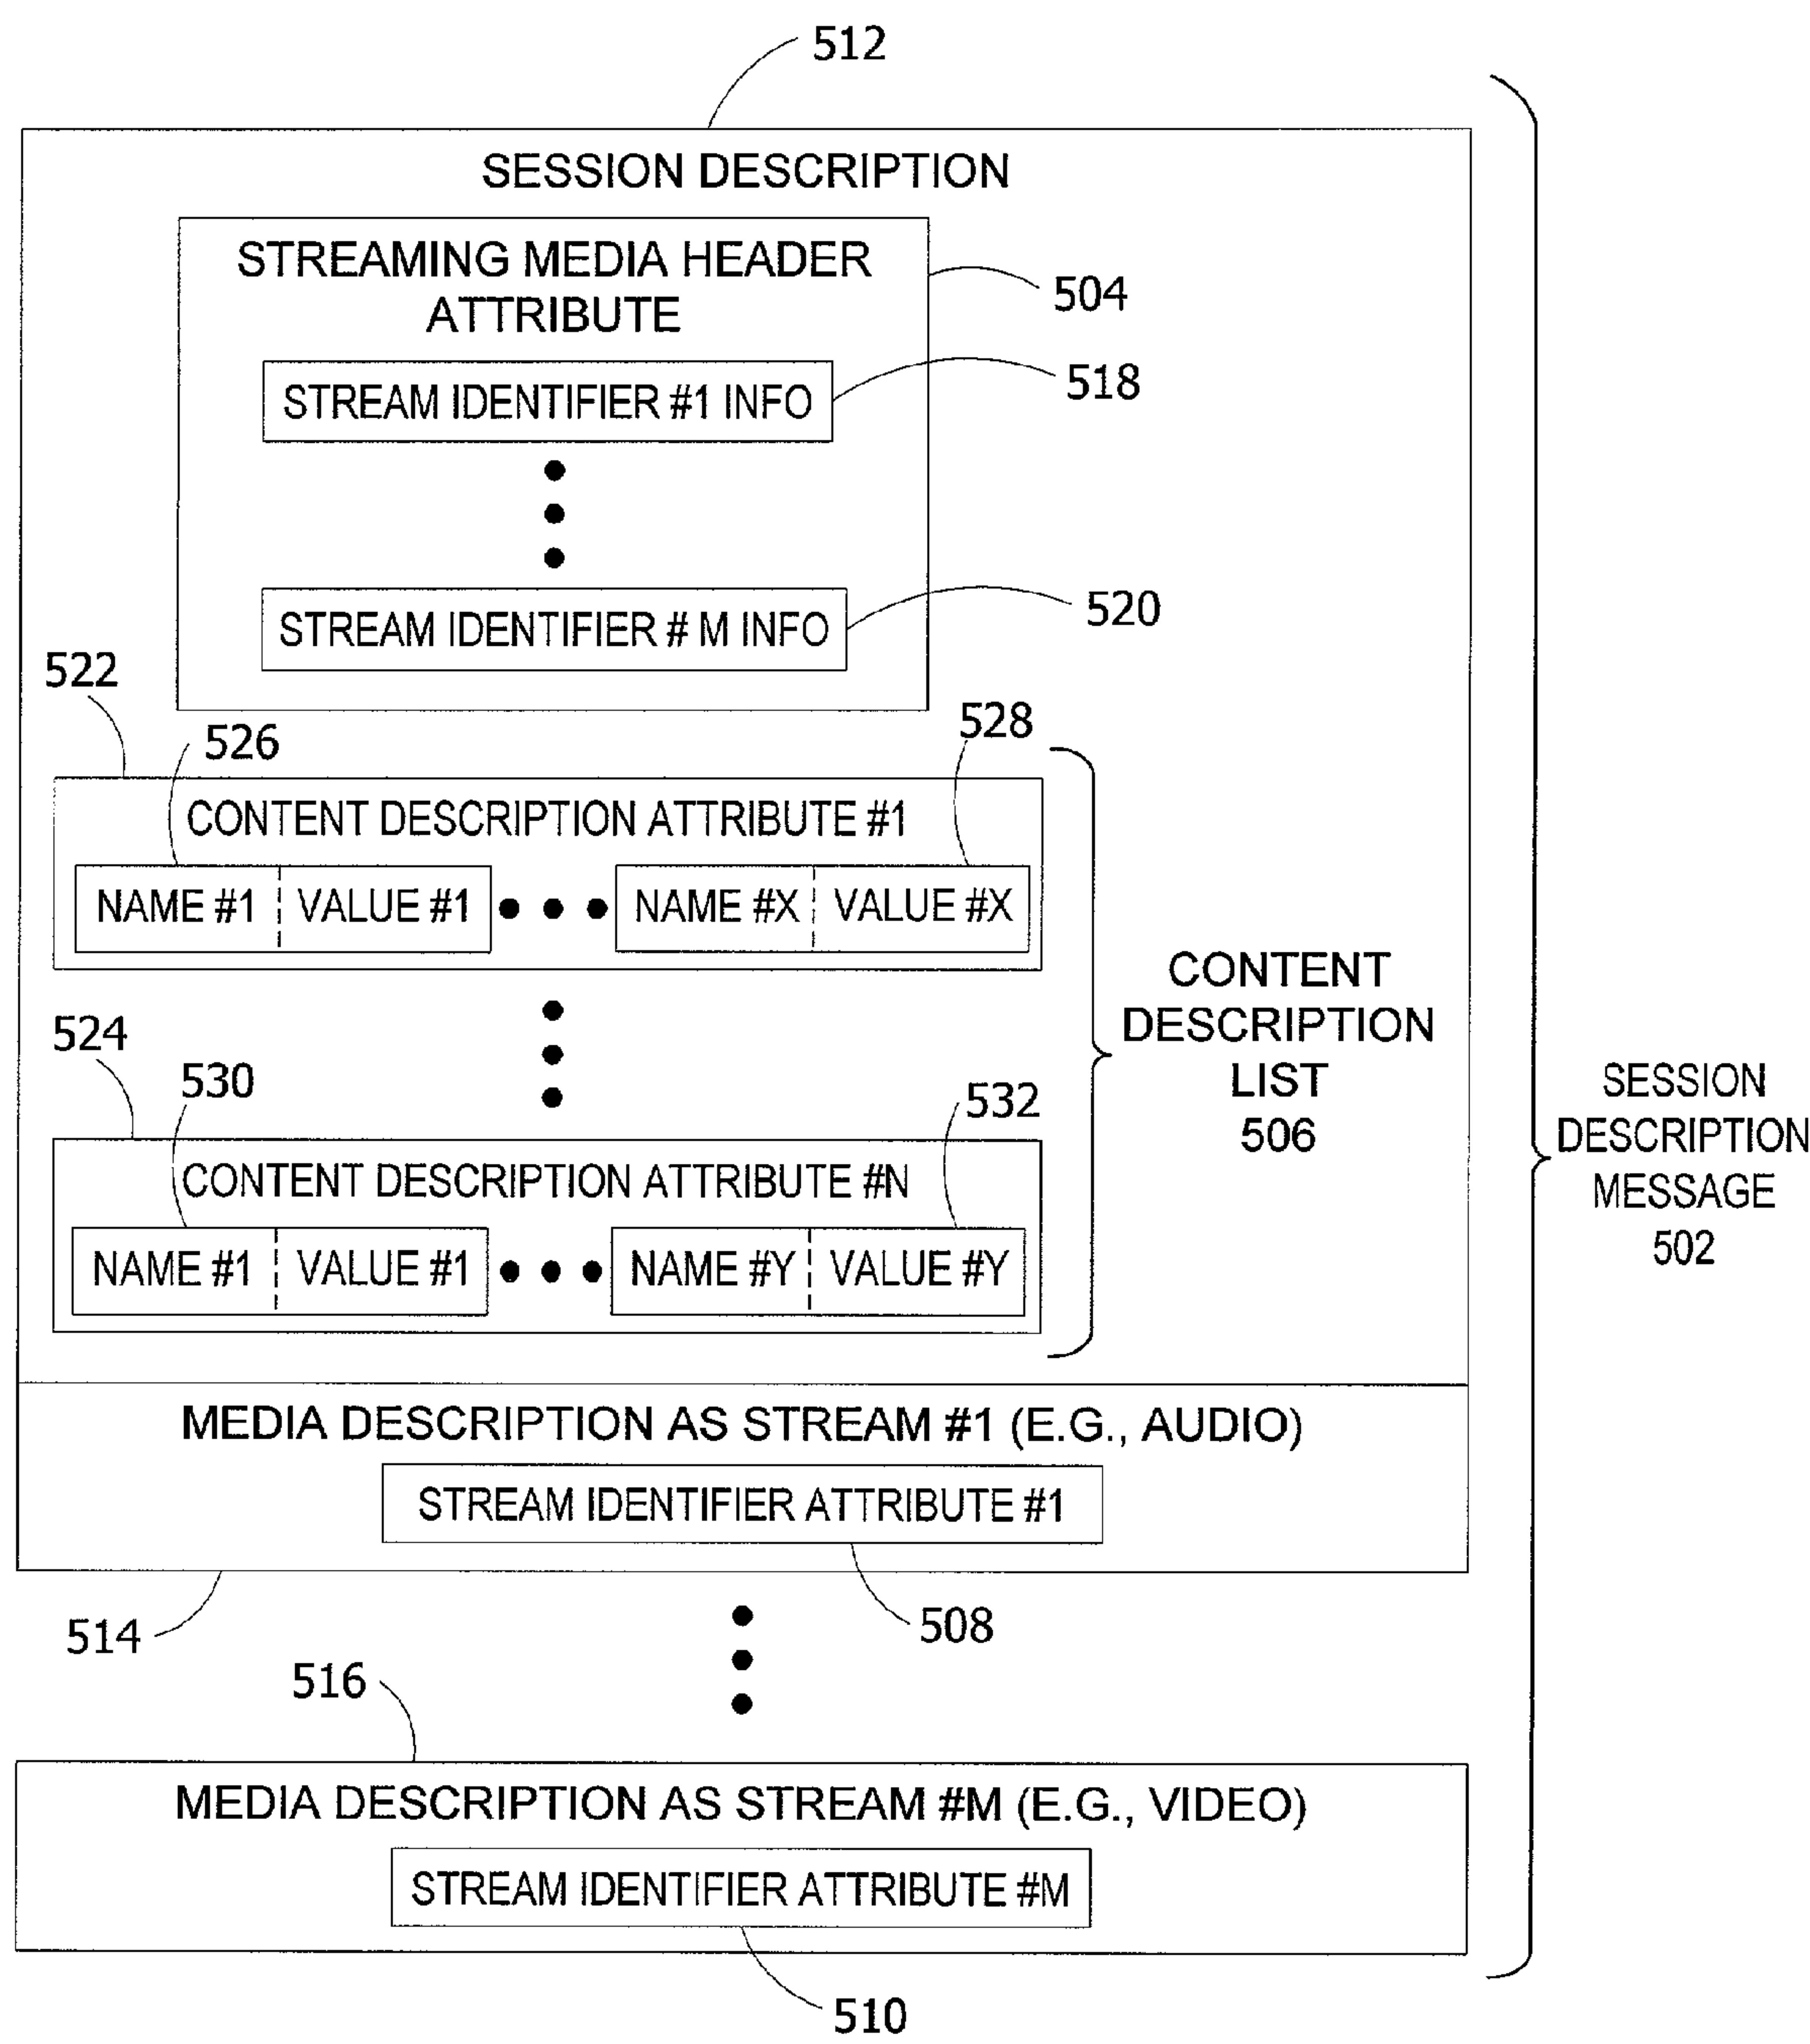 512
SESSION DESCRIPTION
STREAMING MEDIA HEADER
ATTRIBUTE
504
STREAM IDENTIFIER #1 INFO
518
STREAM IDENTIFIER # M INFO
520
522
526
528
CONTENT DESCRIPTION ATTRIBUTE #1
NAME #1 VALUE #1 NAME #X VALUE #X
524
530
532
CONTENT DESCRIPTION ATTRIBUTE #N
NAME #1 VALUE #1 NAME #Y VALUE #Y
CONTENT
DESCRIPTION
LIST
506
SESSION
DESCRIPTION
MESSAGE
502
MEDIA DESCRIPTION AS STREAM #1 (E.G., AUDIO)
STREAM IDENTIFIER ATTRIBUTE #1
514
508
516
MEDIA DESCRIPTION AS STREAM #M (E.G., VIDEO)
STREAM IDENTIFIER ATTRIBUTE #M
510